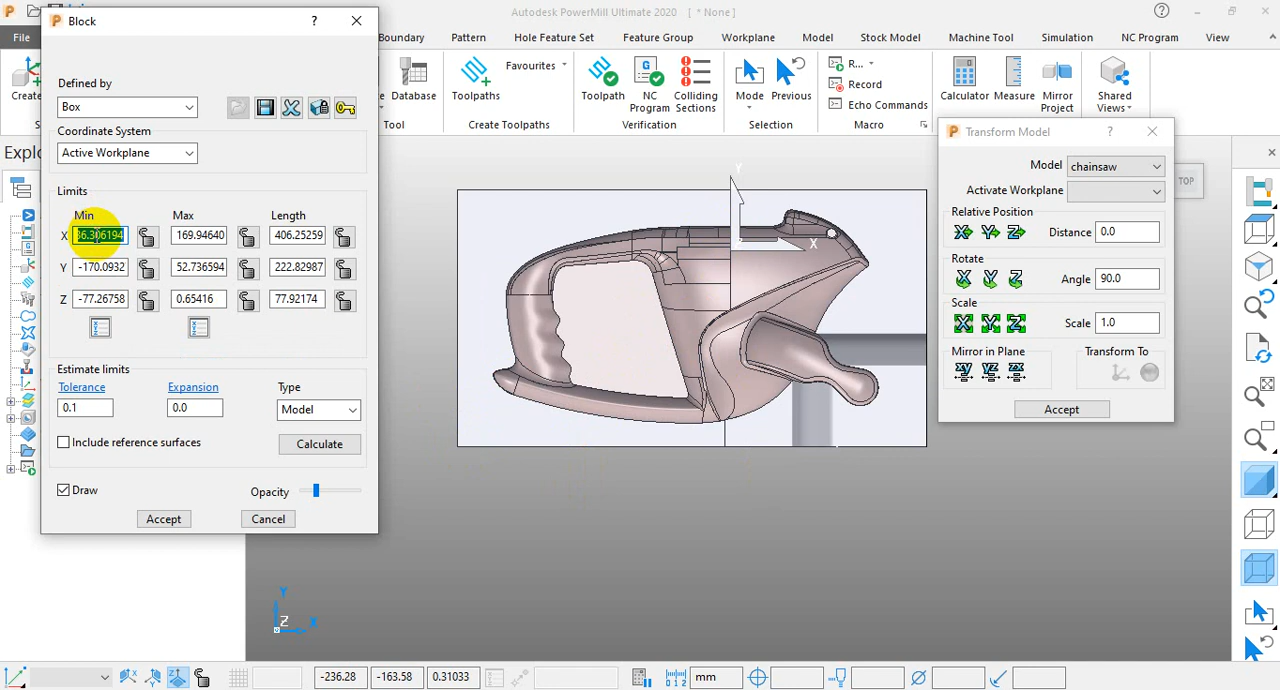 Block
?
Autodesk PowerMill Ultimate 2020 [ * None ]
File
Boundary
Pattern
Hole Feature Set
Feature Group
Workplane
Model
Stock Model
Machine Tool
Simulation
NC Program
View
Create
Database
Tool
Toolpaths
Favourites
Create Toolpaths
Toolpath
NC
Program
Colliding
Sections
Verification
Mode
Previous
Selection
R...
Record
Echo Commands
Macro
Calculator
Measure
Mirror
Project
Shared
Views
Explo
Defined by
Box
Coordinate System
Active Workplane
Limits
Min
Max
Length
X
36.306194
169.94640
406.25259
Y
-170.0932
52.736594
222.82987
Z
-77.26758
0.65416
77.92174
Estimate limits
Tolerance
Expansion
Type
0.1
0.0
Model
Include reference surfaces
Calculate
Draw
Opacity
Accept
Cancel
Transform Model
?
Model
chainsaw
Activate Workplane
Relative Position
X
Y
Z
Distance
0.0
Rotate
X
Y
Z
Angle
90.0
Scale
X
Y
Z
Scale
1.0
Mirror in Plane
Transform To
xy
yz
zx
Accept
TOP
Y
X
Y
Z
X
-236.28
-163.58
0.31033
mm